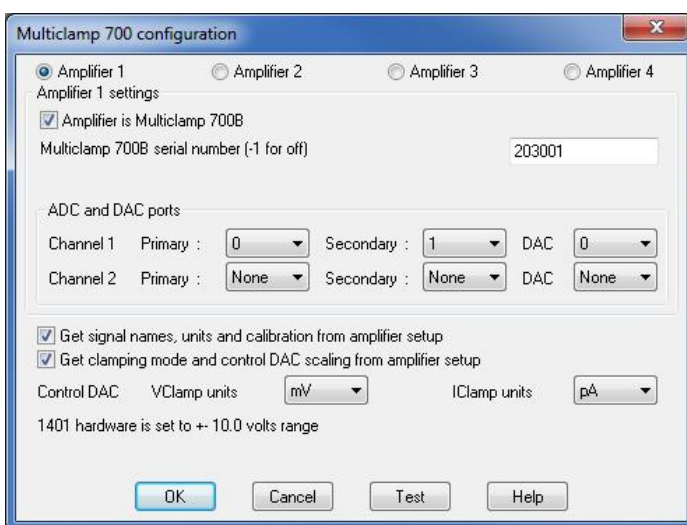 Multiclamp 700 configuration
Amplifier 1 Amplifier 2 Amplifier 3 Amplifier 4
Amplifier 1 settings
Amplifier is Multiclamp 700B
Multiclamp 700B serial number (-1 for off) 203001
ADC and DAC ports
Channel 1 Primary : 0 Secondary : 1 DAC 0
Channel 2 Primary : None Secondary : None DAC None
Get signal names, units and calibration from amplifier setup
Get clamping mode and control DAC scaling from amplifier setup
Control DAC VClamp units mV IClamp units pA
1401 hardware is set to +- 10.0 volts range
OK Cancel Test Help